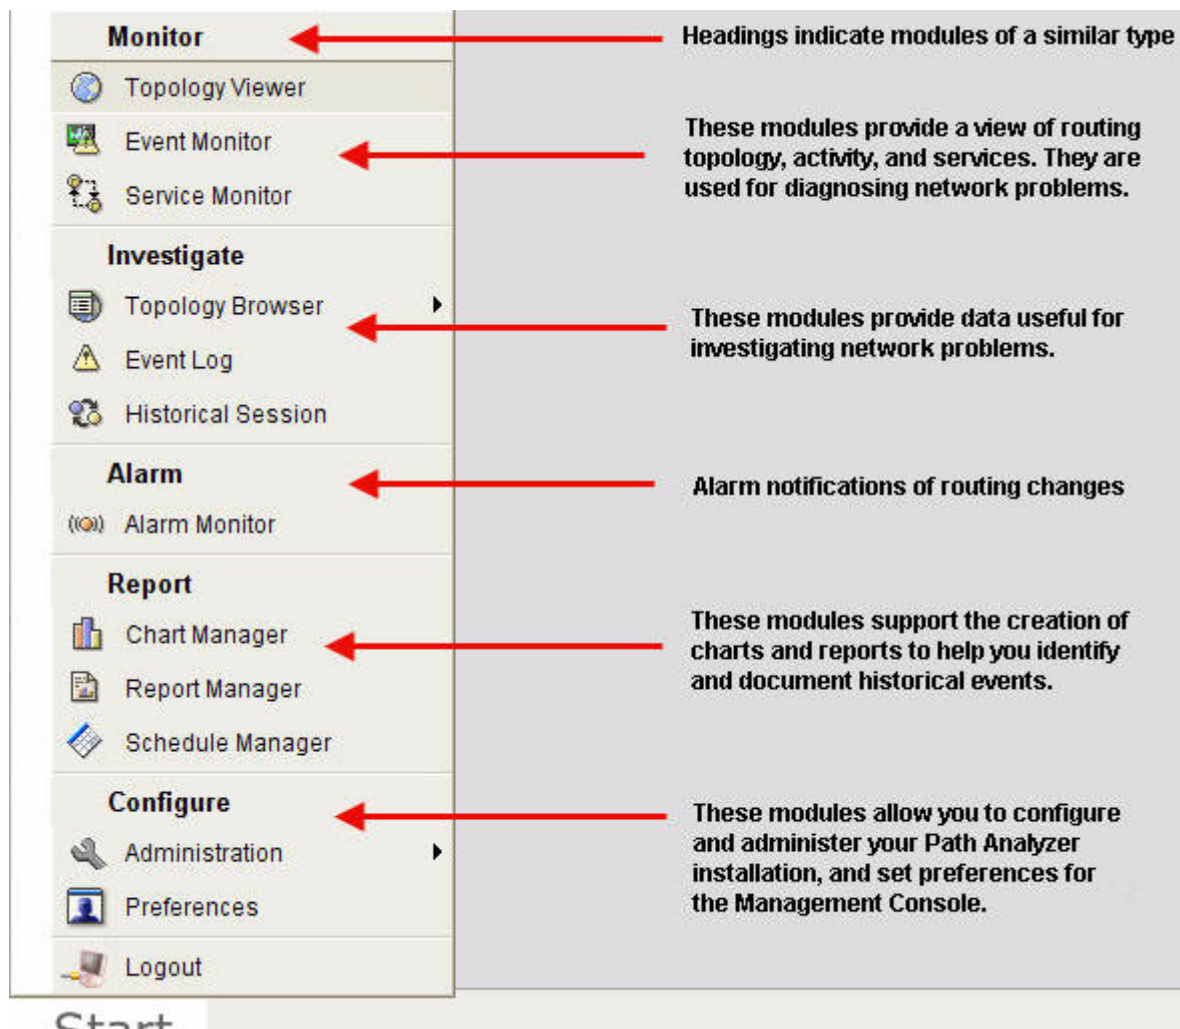 Monitor
Headings indicate modules of a similar type
Topology Viewer
Event Monitor
Service Monitor
These modules provide a view of routing
topology, activity, and services. They are
used for diagnosing network problems.
Investigate
Topology Browser
Event Log
Historical Session
These modules provide data useful for
investigating network problems.
Alarm
Alarm Monitor
Alarm notifications of routing changes
Report
Chart Manager
Report Manager
Schedule Manager
These modules support the creation of
charts and reports to help you identify
and document historical events.
Configure
Administration
Preferences
These modules allow you to configure
and administer your Path Analyzer
installation, and set preferences for
the Management Console.
Logout
Start